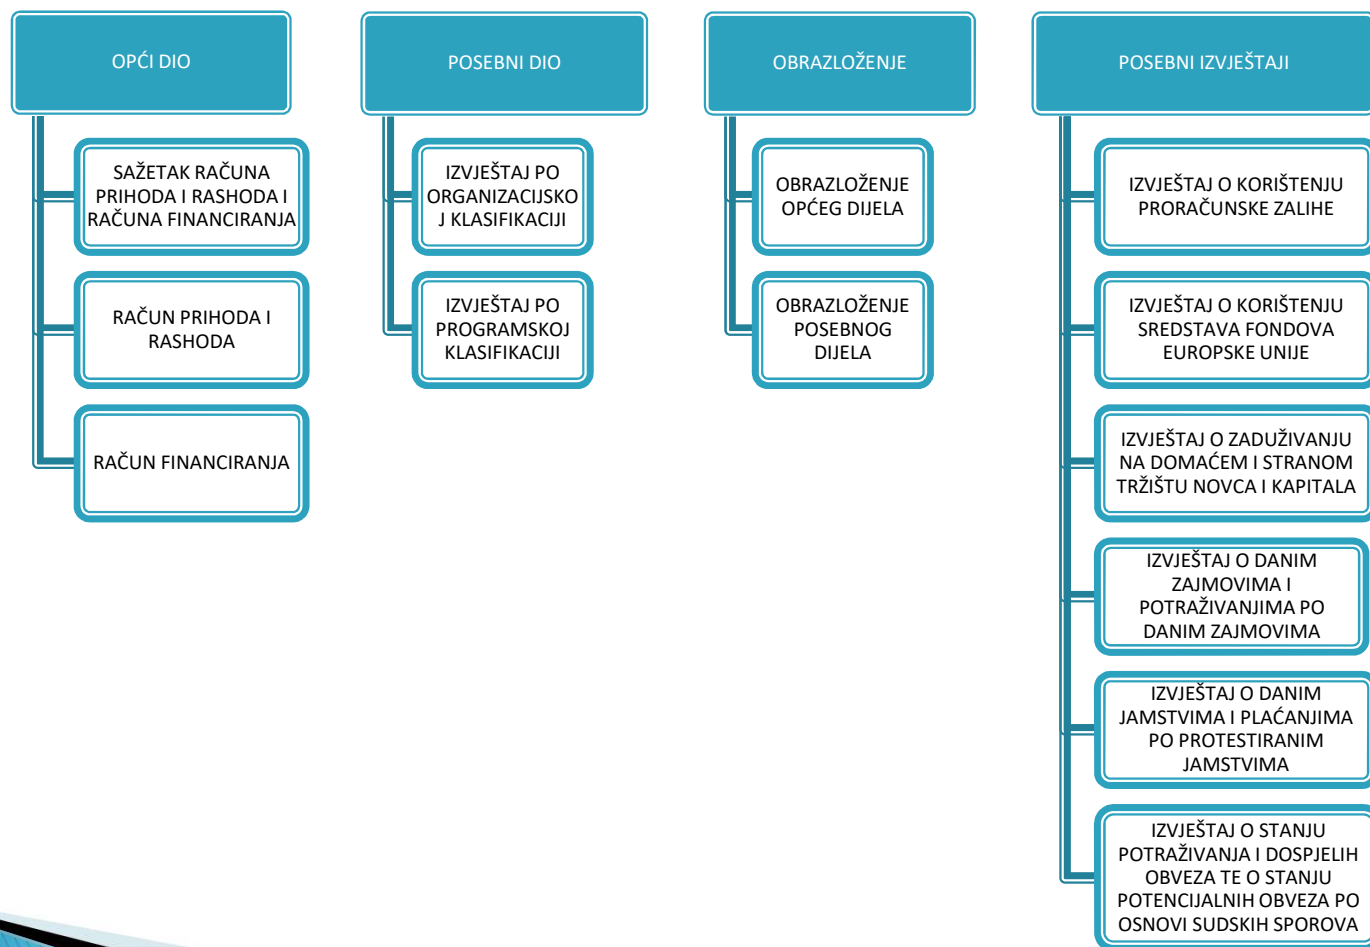 OPĆI DIO
SAŽETAK RAČUNA
PRIHODA I RASHODA I
RAČUNA FINANCIRANJA
RAČUN PRIHODA I
RASHODA
RAČUN FINANCIRANJA
POSEBNI DIO
IZVJEŠTAJ PO
ORGANIZACIJSKO
J KLASIFIKACIJI
IZVJEŠTAJ PO
PROGRAMSKOJ
KLASIFIKACIJI
OBRAZLOŽENJE
OBRAZLOŽENJE
OPĆEG DIJELA
OBRAZLOŽENJE
POSEBNOG
DIJELA
POSEBNI IZVJEŠTAJI
IZVJEŠTAJ O KORIŠTENJU
PRORAČUNSKE ZALIHE
IZVJEŠTAJ O KORIŠTENJU
SREDSTAVA FONDOVA
EUROPSKE UNIJE
IZVJEŠTAJ O ZADUŽIVANJU
NA DOMAĆEM I STRANOM
TRŽIŠTU NOVCA I KAPITALA
IZVJEŠTAJ O DANIM
ZAJMOVIMA I
POTRAŽIVANJIMA PO
DANIM ZAJMOVIMA
IZVJEŠTAJ O DANIM
JAMSTVIMA I PLAĆANJIMA
PO PROTESTIRANIM
JAMSTVIMA
IZVJEŠTAJ O STANJU
POTRAŽIVANJA I DOSPJELIH
OBVEZA TE O STANJU
POTENCIJALNIH OBVEZA PO
OSNOVI SUDSKIH SPOROVA